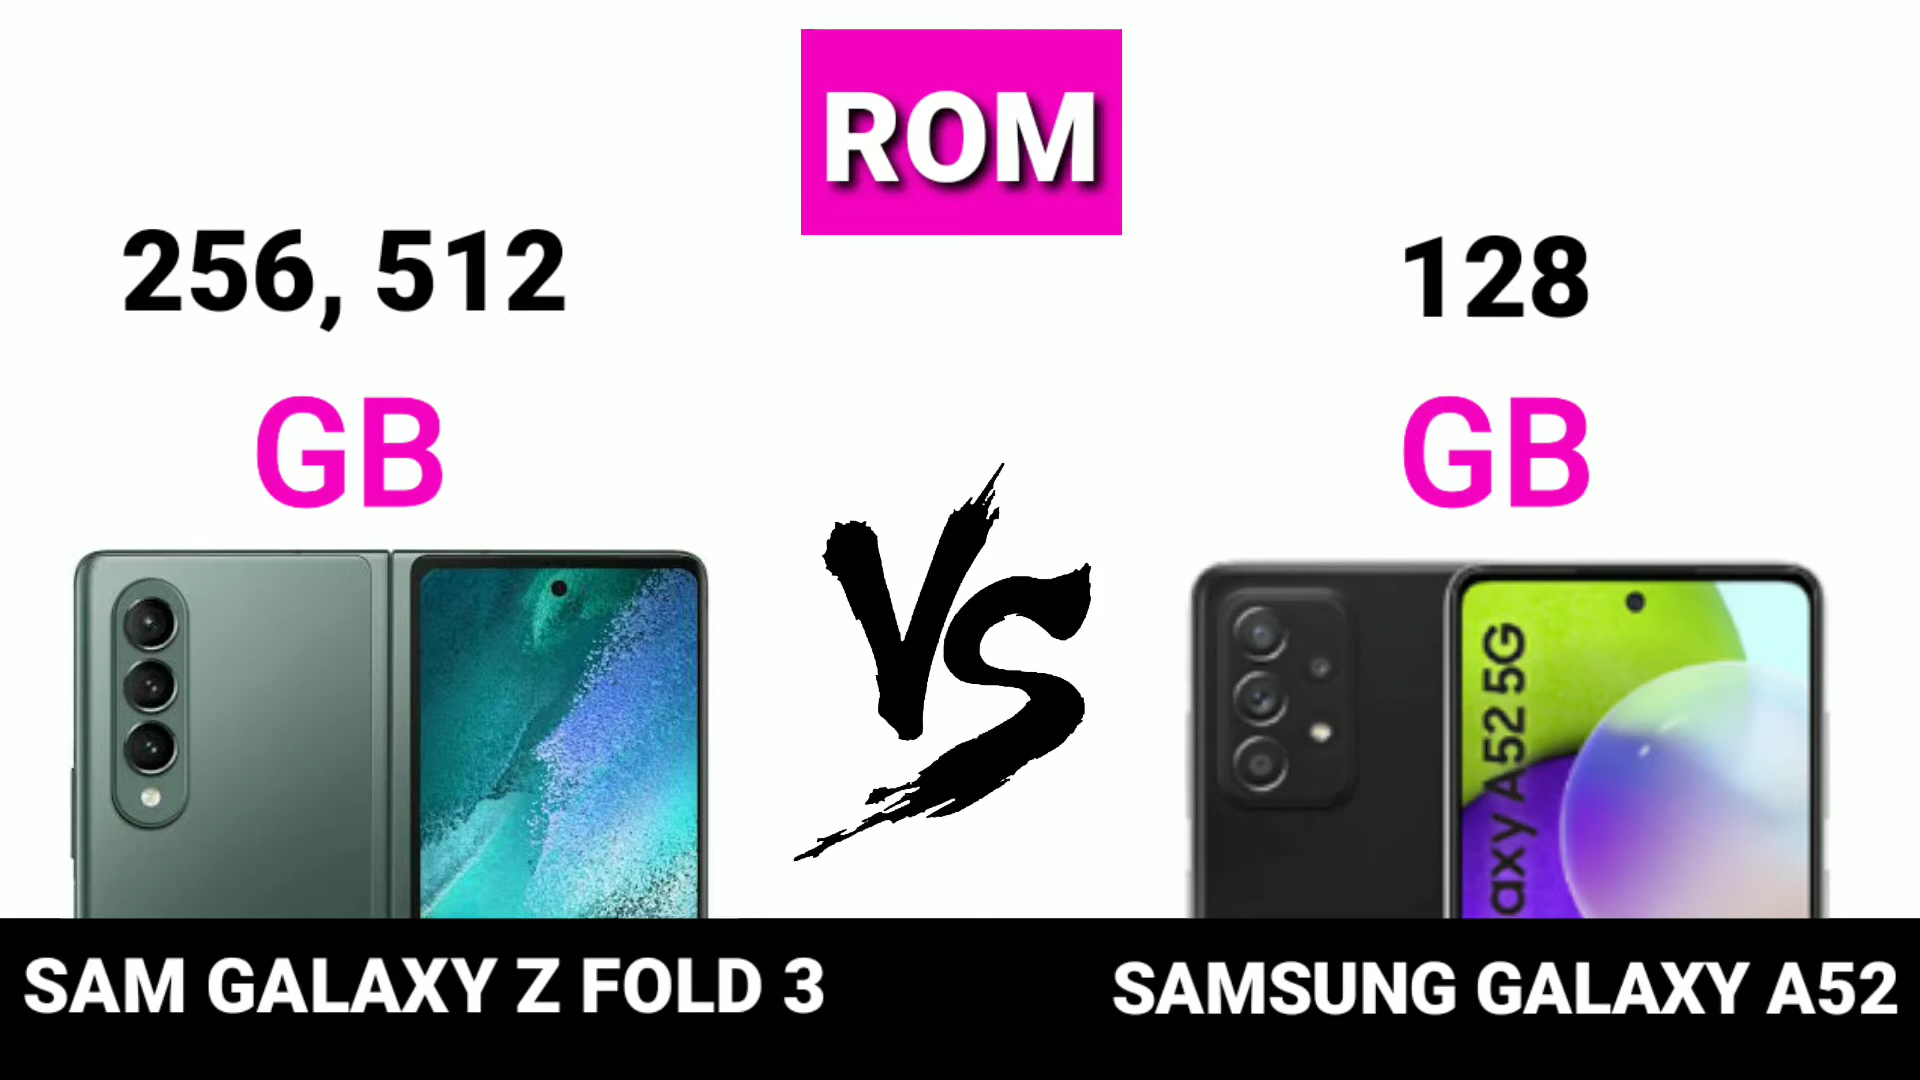 ROM
256, 512
GB
128
GB
VS
axy A52 5G
SAM GALAXY Z FOLD 3
SAMSUNG GALAXY A52